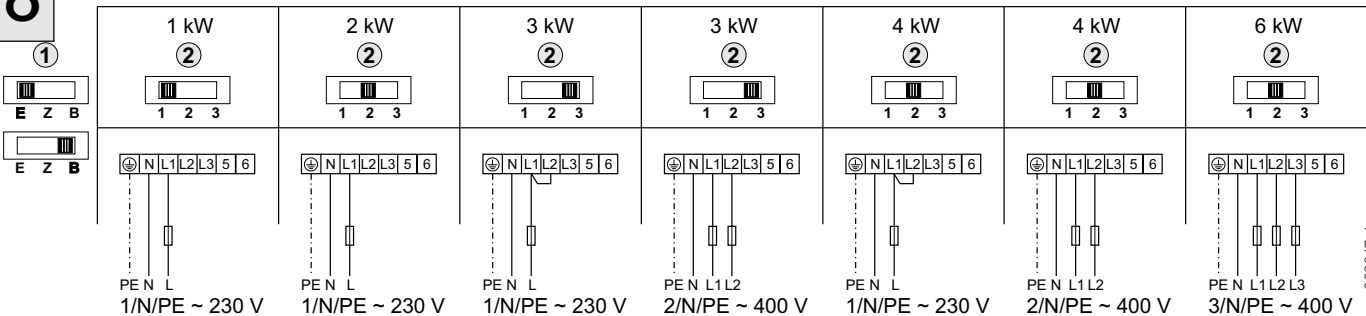 8
1 kW 2 kW 3 kW 3 kW 4 kW 4 kW 6 kW
1 2 2 2 2 2 2 2
E Z B 1 2 3 1 2 3 1 2 3 1 2 3 1 2 3 1 2 3 1 2 3
E Z B
N L1 L2 L3 5 6 N L1 L2 L3 5 6 N L1 L2 L3 5 6 N L1 L2 L3 5 6 N L1 L2 L3 5 6 N L1 L2 L3 5 6 N L1 L2 L3 5 6
PE N L PE N L PE N L PE N L1 L2 PE N L PE N L1 L2 PE N L1 L2 L3
1/N/PE ~ 230 V 1/N/PE ~ 230 V 1/N/PE ~ 230 V 2/N/PE ~ 400 V 1/N/PE ~ 230 V 2/N/PE ~ 400 V 3/N/PE ~ 400 V